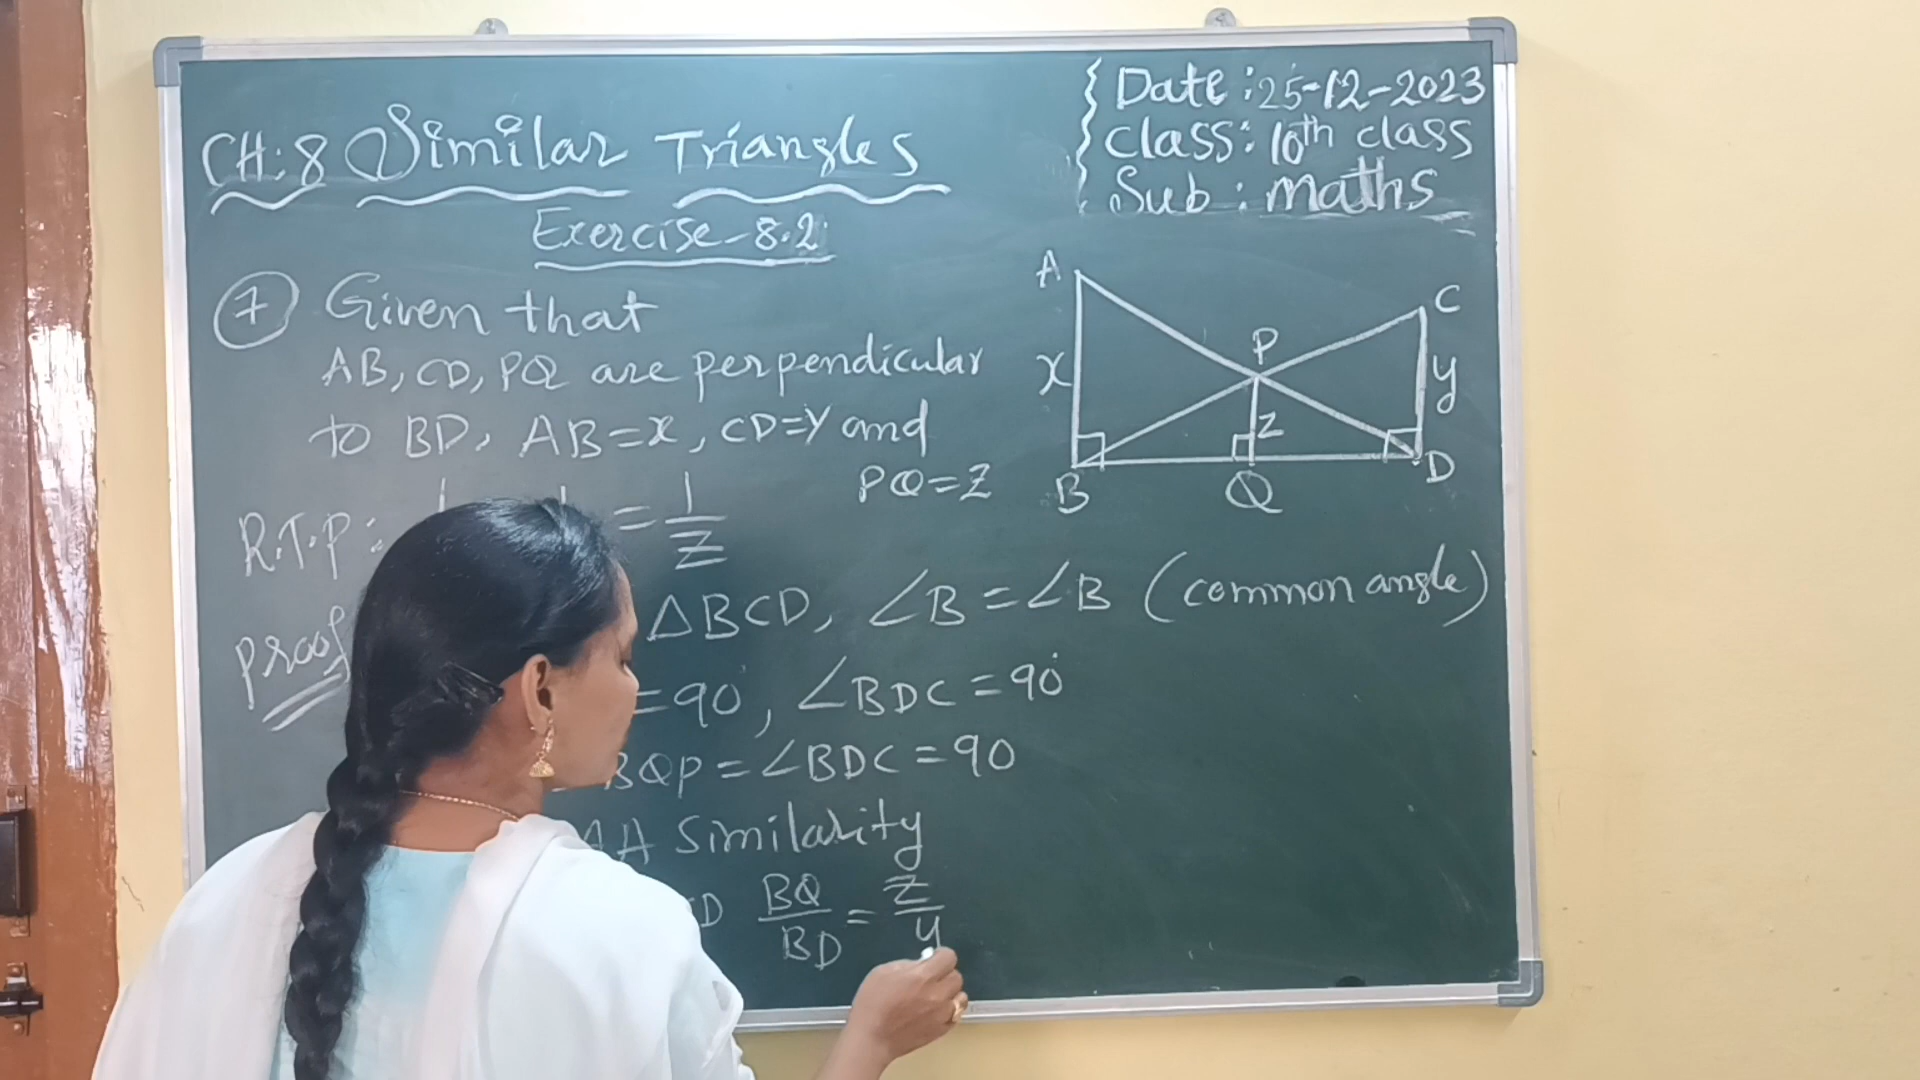 CH:8 Similar Triangles
Exercise-8.2
Date: 25-12-2023
Class: 10th class
Sub: maths
7 Given that
AB, CD, PQ are perpendicular
to BD, AB=x, CD=Y and
PQ=Z
R.T.P: = 1/Z
Proof ΔBCD, ∠B=∠B (common angle)
=90°, ∠BDC=90°
BQP=∠BDC=90
AA Similarity
BQ/BD = Z/y
A
C
P
x
y
Z
B
Q
D